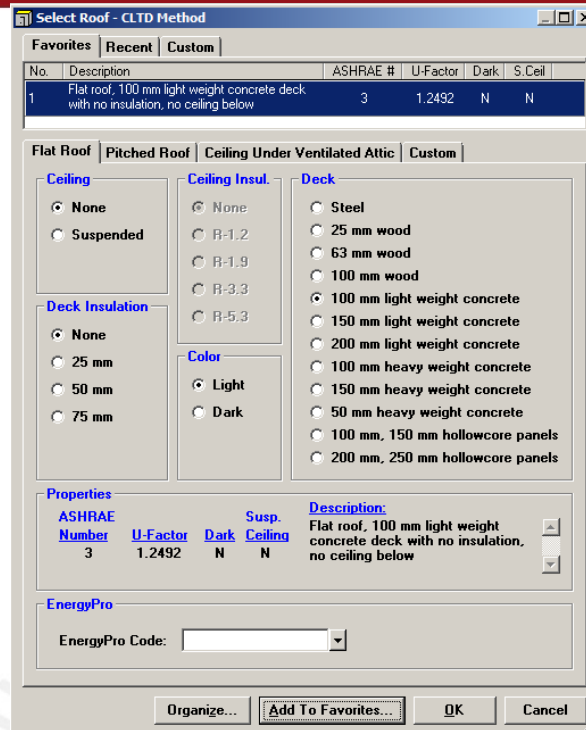 Select Roof - CLTD Method
Favorites Recent Custom
No. Description ASHRAE # U-Factor Dark S.Ceil
1 Flat roof, 100 mm light weight concrete deck with no insulation, no ceiling below 3 1.2492 N N
Flat Roof Pitched Roof Ceiling Under Ventilated Attic Custom
Ceiling
None
Suspended
Deck Insulation
None
25 mm
50 mm
75 mm
Ceiling Insul.
None
R-1.2
R-1.9
R-3.3
R-5.3
Color
Light
Dark
Deck
Steel
25 mm wood
63 mm wood
100 mm wood
100 mm light weight concrete
150 mm light weight concrete
200 mm light weight concrete
100 mm heavy weight concrete
150 mm heavy weight concrete
50 mm heavy weight concrete
100 mm, 150 mm hollowcore panels
200 mm, 250 mm hollowcore panels
Properties
ASHRAE Number U-Factor Dark Susp. Ceiling
3 1.2492 N N
Description:
Flat roof, 100 mm light weight
concrete deck with no insulation,
no ceiling below
EnergyPro
EnergyPro Code:
Organize... Add To Favorites... OK Cancel